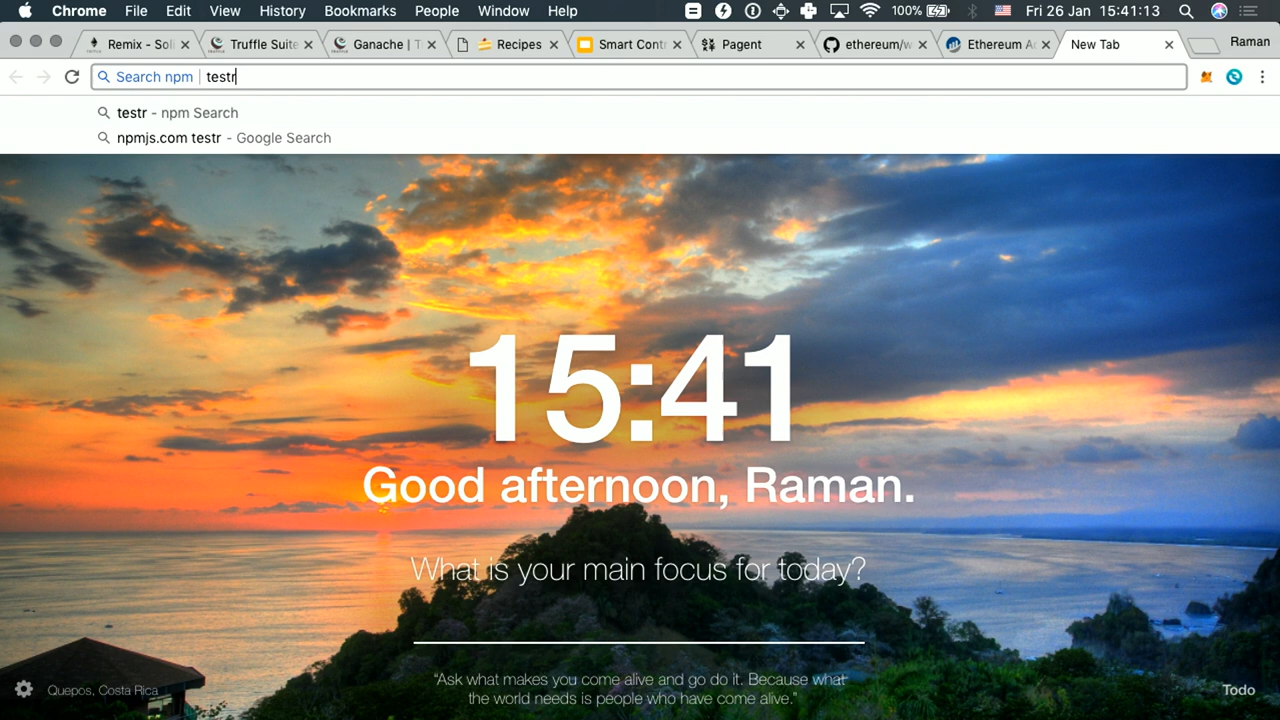 Chrome File Edit View History Bookmarks People Window Help 100% Fri 26 Jan 15:41:13
Remix - Soli Truffle Suite Ganache | T Recipes Smart Contr Pagent ethereum/w Ethereum Ac New Tab Raman
Search npm testr
testr - npm Search
npmjs.com testr - Google Search
15:41
Good afternoon, Raman.
What is your main focus for today?
"Ask what makes you come alive and go do it. Because what
the world needs is people who have come alive."
Quepos, Costa Rica
Todo